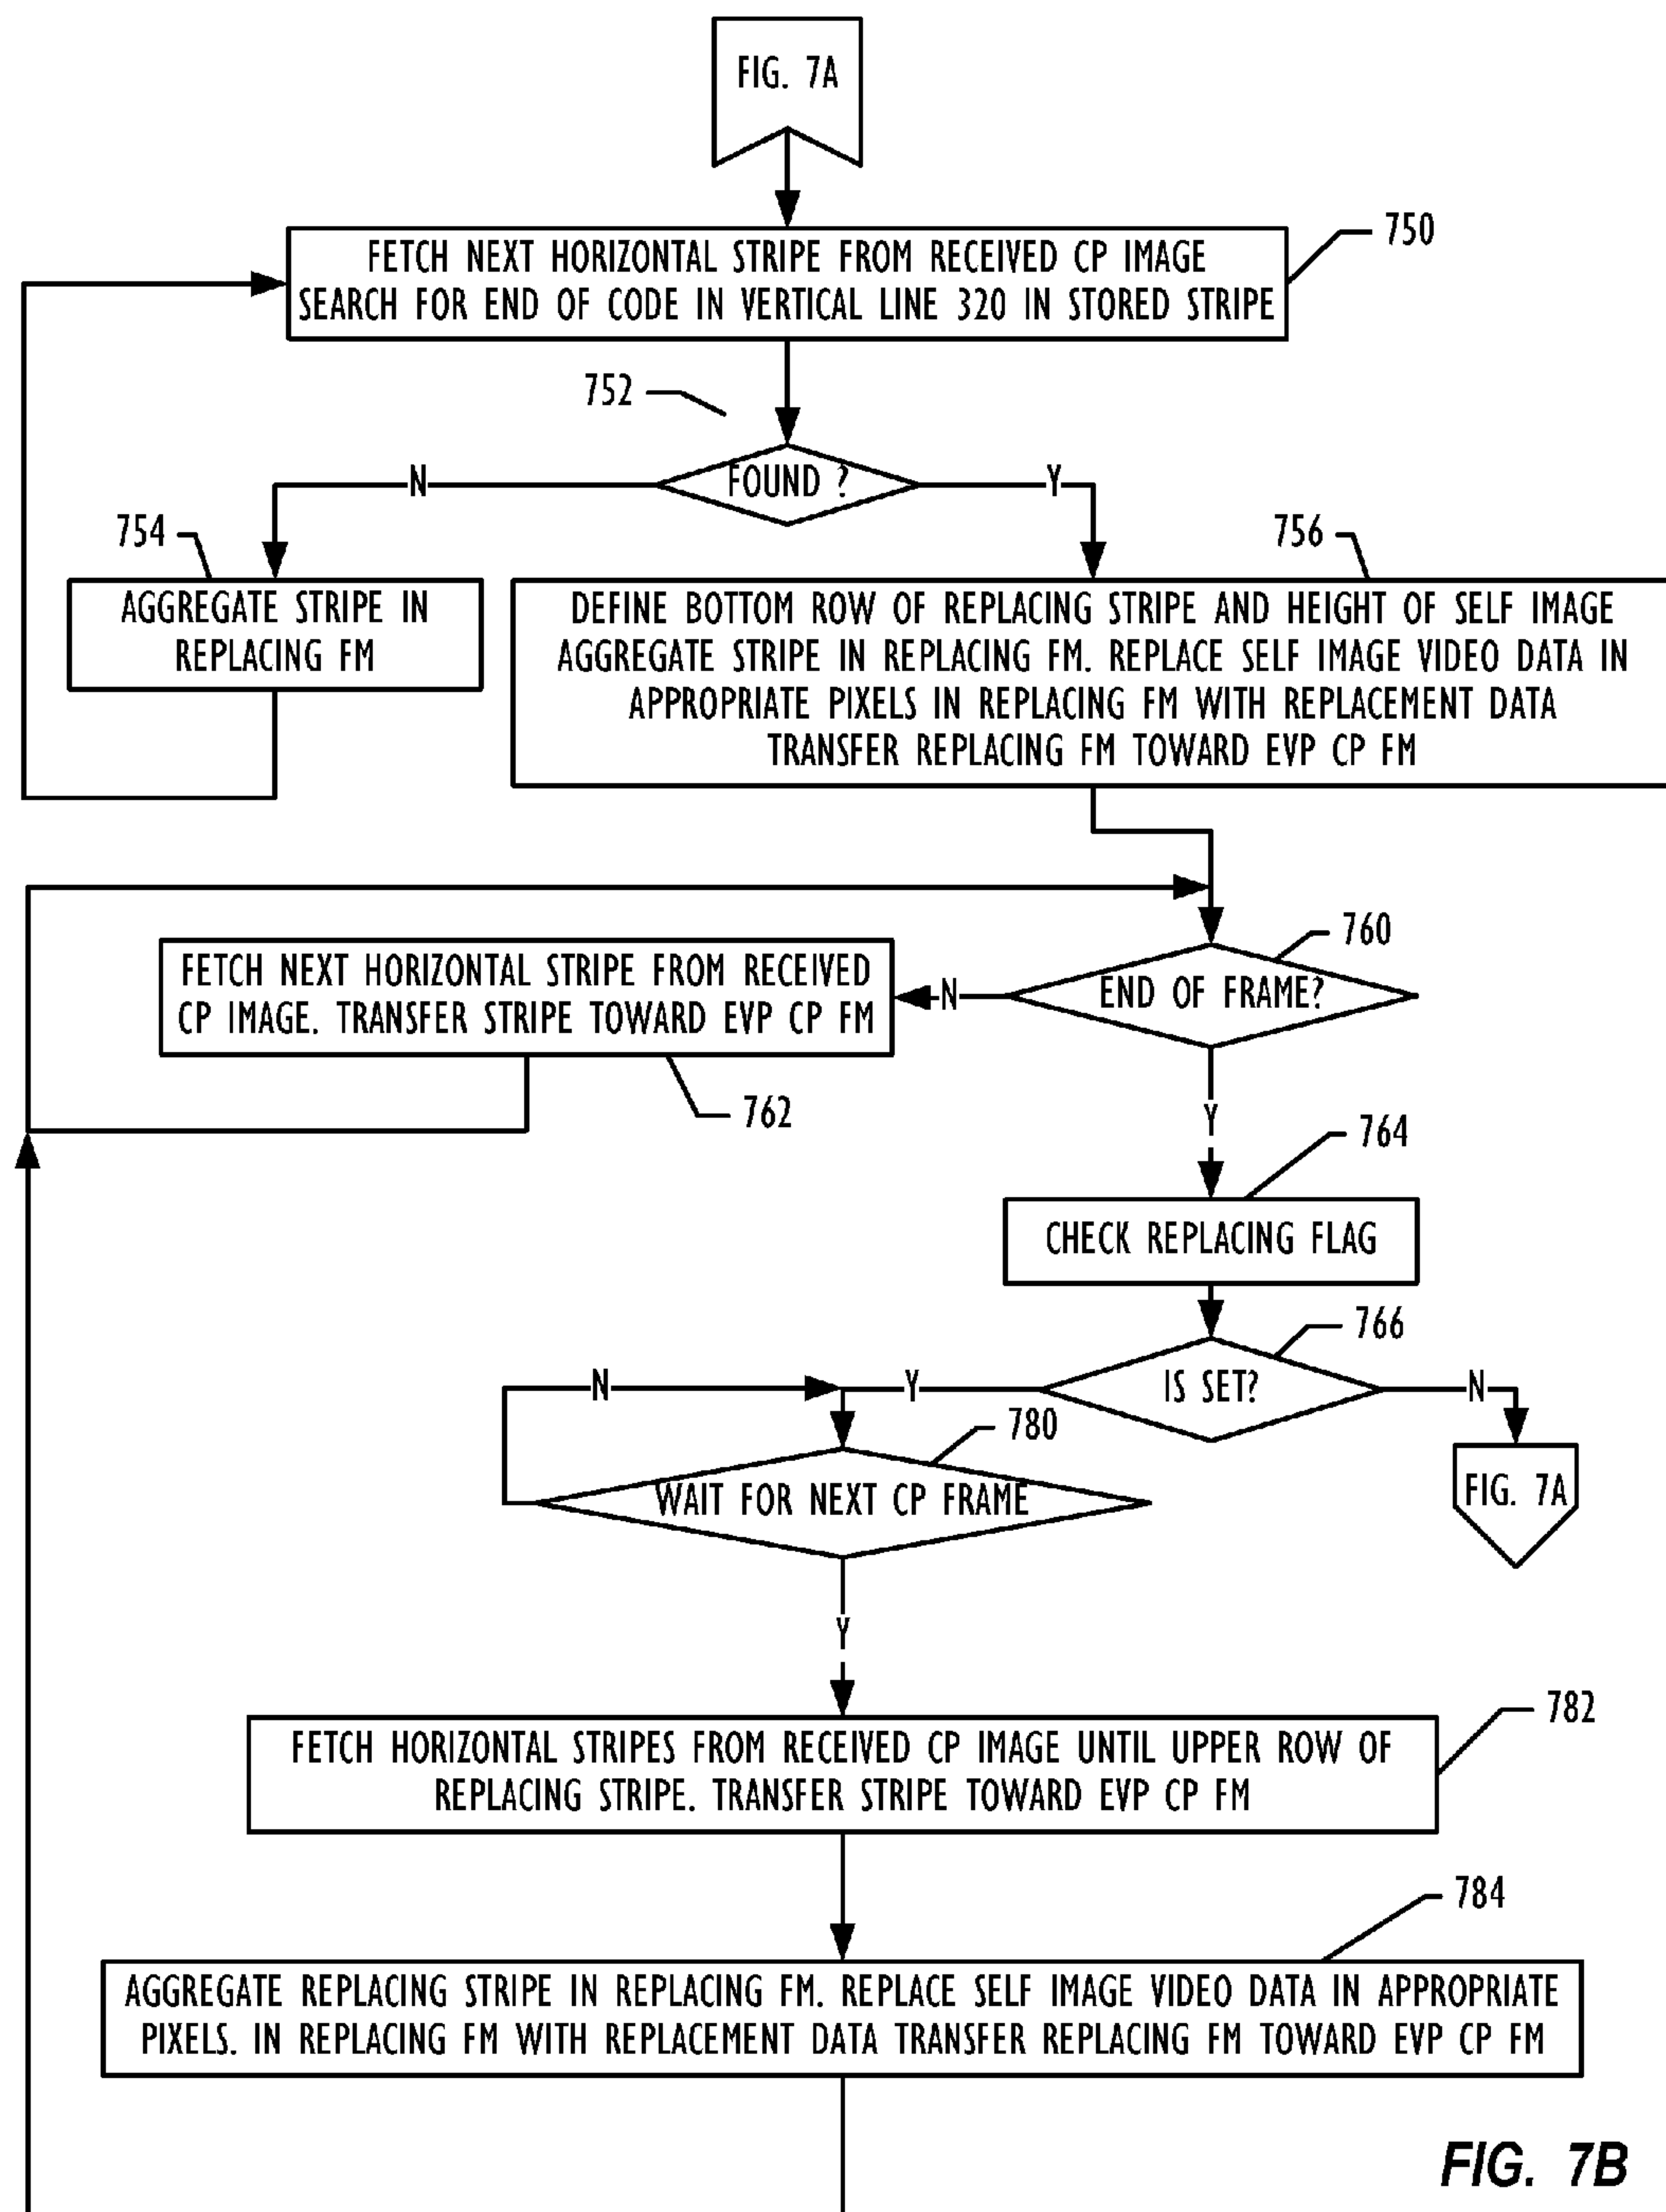 FIG. 7A
FETCH NEXT HORIZONTAL STRIPE FROM RECEIVED CP IMAGE
SEARCH FOR END OF CODE IN VERTICAL LINE 320 IN STORED STRIPE
750
752
FOUND ?
N
Y
754
AGGREGATE STRIPE IN
REPLACING FM
756
DEFINE BOTTOM ROW OF REPLACING STRIPE AND HEIGHT OF SELF IMAGE
AGGREGATE STRIPE IN REPLACING FM. REPLACE SELF IMAGE VIDEO DATA IN
APPROPRIATE PIXELS IN REPLACING FM WITH REPLACEMENT DATA
TRANSFER REPLACING FM TOWARD EVP CP FM
760
END OF FRAME?
N
FETCH NEXT HORIZONTAL STRIPE FROM RECEIVED
CP IMAGE. TRANSFER STRIPE TOWARD EVP CP FM
762
Y
764
CHECK REPLACING FLAG
766
IS SET?
Y
N
N
FIG. 7A
780
WAIT FOR NEXT CP FRAME
Y
782
FETCH HORIZONTAL STRIPES FROM RECEIVED CP IMAGE UNTIL UPPER ROW OF
REPLACING STRIPE. TRANSFER STRIPE TOWARD EVP CP FM
784
AGGREGATE REPLACING STRIPE IN REPLACING FM. REPLACE SELF IMAGE VIDEO DATA IN APPROPRIATE
PIXELS. IN REPLACING FM WITH REPLACEMENT DATA TRANSFER REPLACING FM TOWARD EVP CP FM
FIG. 7B